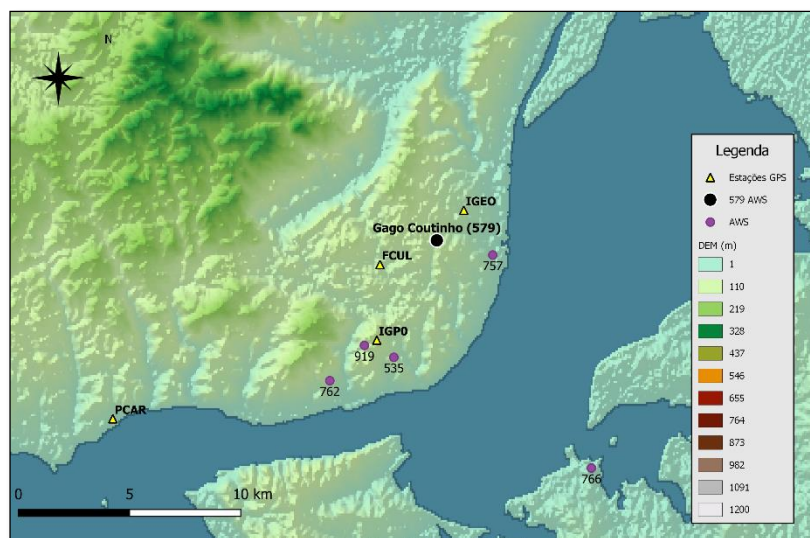 N
IGEO
Gago Coutinho (579)
FCUL
757
IGP0
919
535
762
PCAR
766
0 5 10 km
Legenda
Estações GPS
579 AWS
AWS
DEM (m)
1
110
219
328
437
546
655
764
873
982
1091
1200